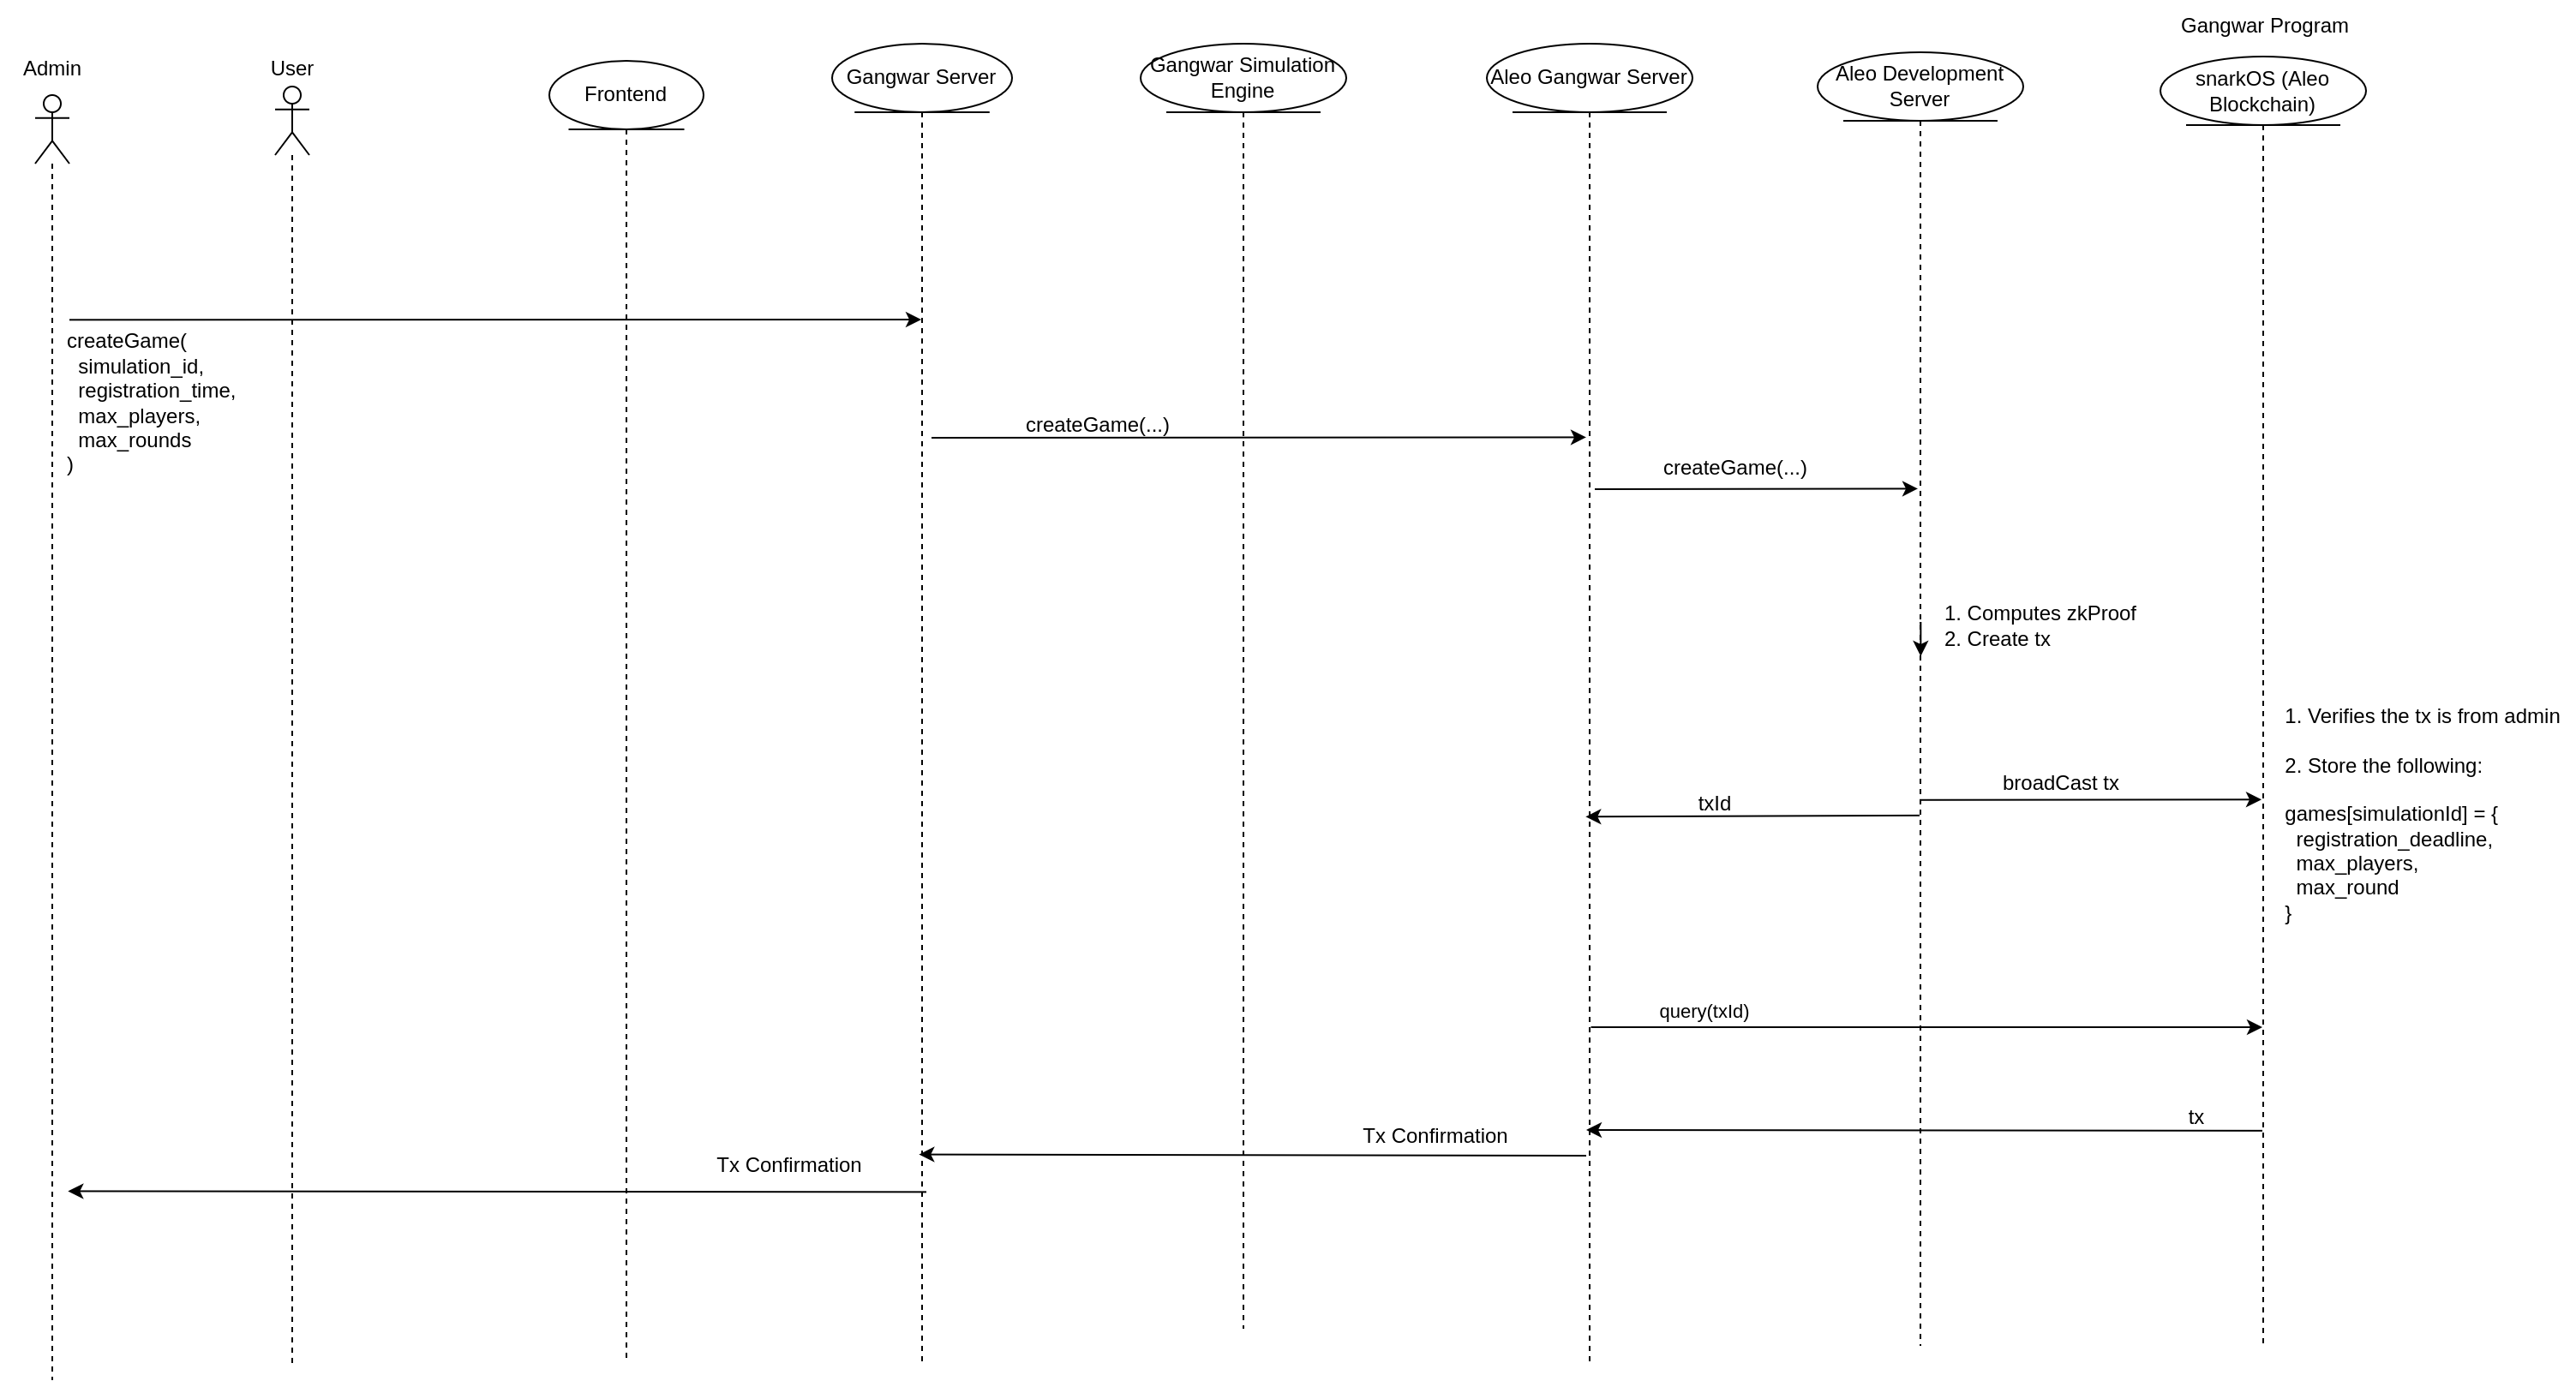 Gangwar Program
Admin
User
Frontend
Gangwar Server
Gangwar Simulation
Engine
Aleo Gangwar Server
Aleo Development
Server
snarkOS (Aleo
Blockchain)
createGame(
simulation_id,
registration_time,
max_players,
max_rounds
)
createGame(...)
createGame(...)
1. Computes zkProof
2. Create tx
1. Verifies the tx is from admin
2. Store the following:
games[simulationId] = {
registration_deadline,
max_players,
max_round
}
broadCast tx
txId
query(txId)
tx
Tx Confirmation
Tx Confirmation